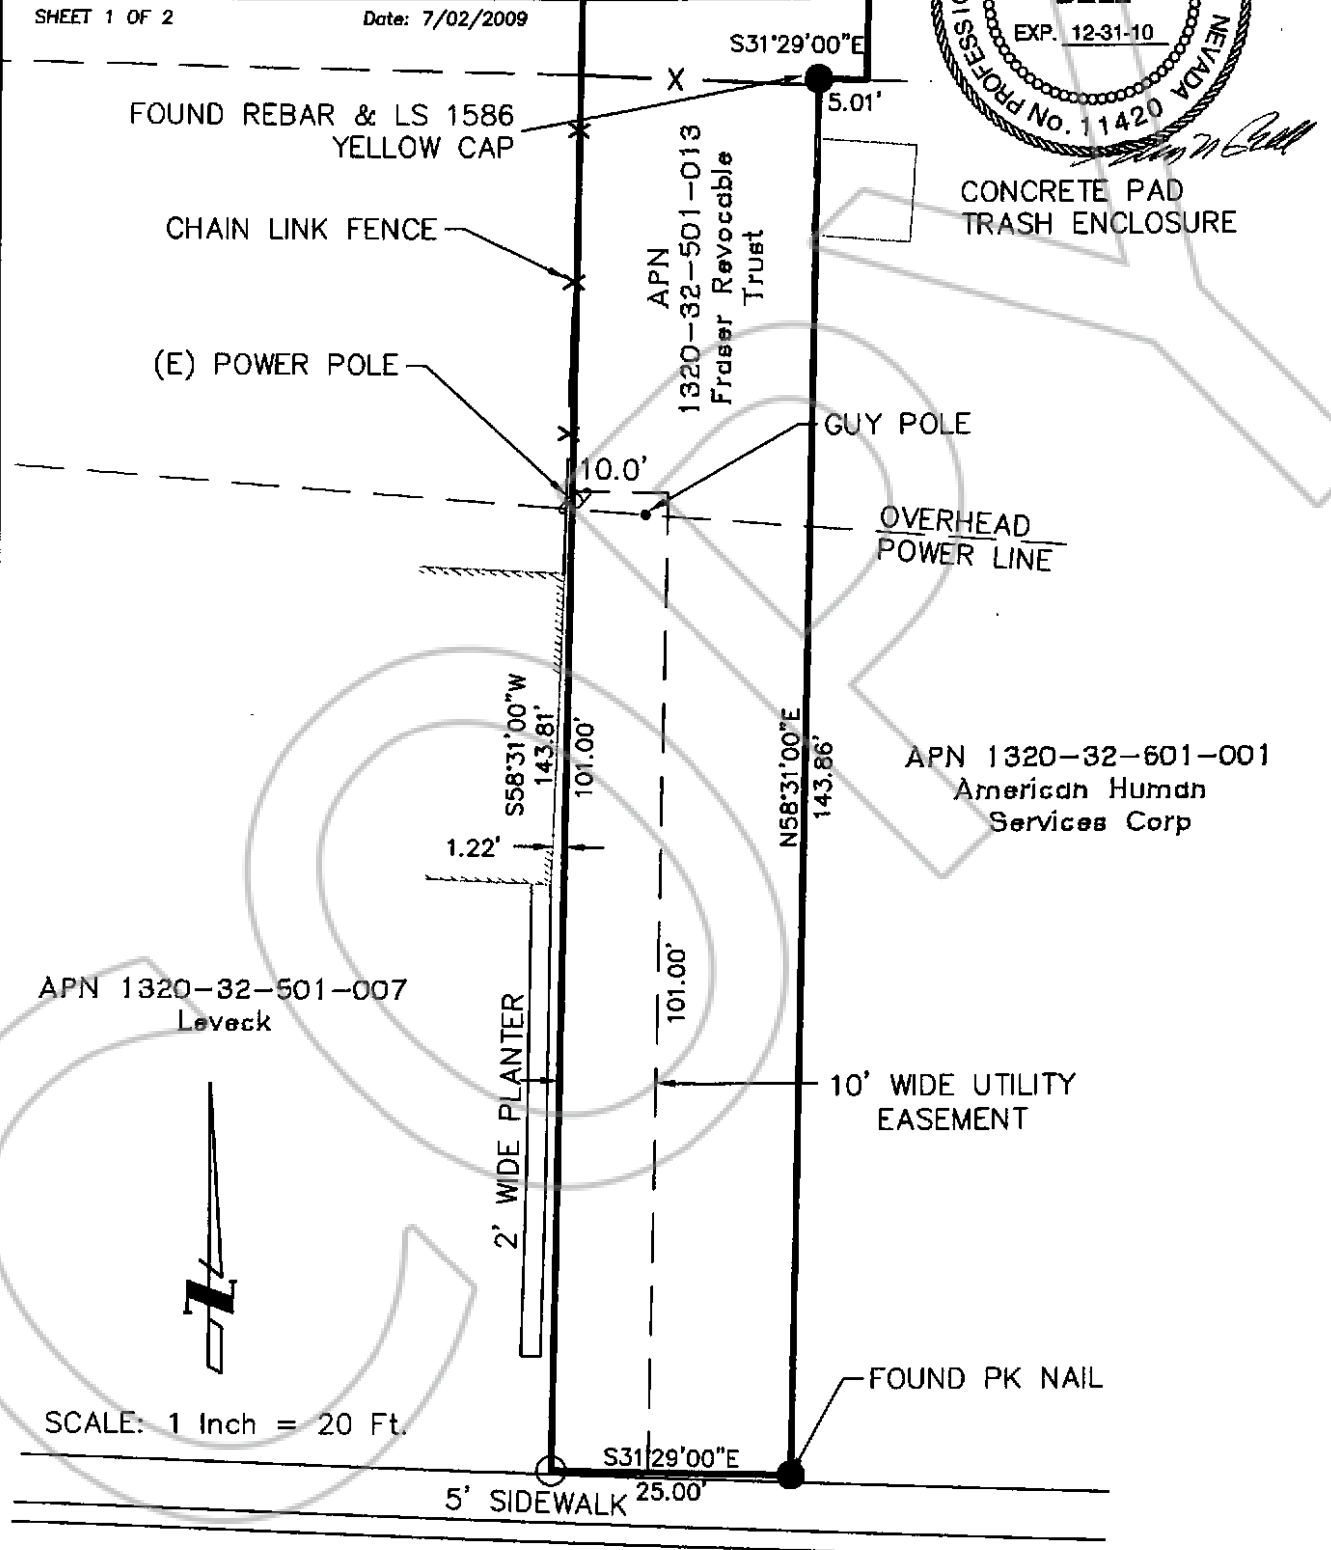 SHEET 1 OF 2
Date: 7/02/2009
EXP. 12-31-10
NEVADA
PROFESSIO
No. 11420
S31°29'00"E
5.01'
X
FOUND REBAR & LS 1586
YELLOW CAP
CONCRETE PAD
TRASH ENCLOSURE
CHAIN LINK FENCE
APN
1320-32-501-013
Fraser Revocable
Trust
(E) POWER POLE
GUY POLE
10.0'
OVERHEAD
POWER LINE
S58°31'00"W
143.81'
101.00'
N58°31'00"E
143.86'
APN 1320-32-601-001
American Human
Services Corp
1.22'
101.00'
APN 1320-32-501-007
Leveck
2' WIDE PLANTER
10' WIDE UTILITY
EASEMENT
N
FOUND PK NAIL
SCALE: 1 Inch = 20 Ft.
S31°29'00"E
25.00'
5' SIDEWALK
COPY